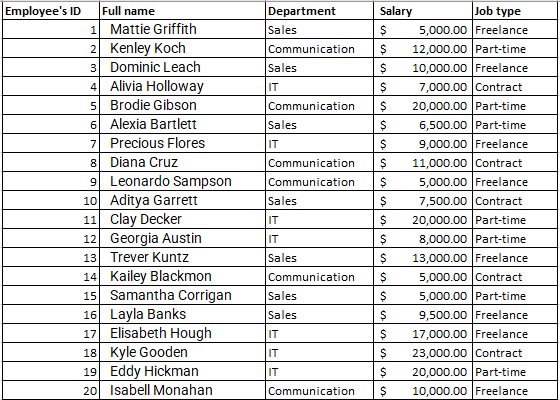 Employee's ID Full name Department Salary Job type
1 Mattie Griffith Sales $ 5,000.00 Freelance
2 Kenley Koch Communication $ 12,000.00 Part-time
3 Dominic Leach Sales $ 10,000.00 Freelance
4 Alivia Holloway IT $ 7,000.00 Contract
5 Brodie Gibson Communication $ 20,000.00 Part-time
6 Alexia Bartlett Sales $ 6,500.00 Part-time
7 Precious Flores IT $ 9,000.00 Freelance
8 Diana Cruz Communication $ 11,000.00 Contract
9 Leonardo Sampson Communication $ 5,000.00 Freelance
10 Aditya Garrett Sales $ 7,500.00 Contract
11 Clay Decker IT $ 20,000.00 Part-time
12 Georgia Austin IT $ 8,000.00 Part-time
13 Trever Kuntz Sales $ 13,000.00 Freelance
14 Kailey Blackmon Communication $ 5,000.00 Contract
15 Samantha Corrigan Sales $ 5,000.00 Part-time
16 Layla Banks Sales $ 9,500.00 Freelance
17 Elisabeth Hough IT $ 17,000.00 Freelance
18 Kyle Gooden IT $ 23,000.00 Contract
19 Eddy Hickman IT $ 20,000.00 Part-time
20 Isabell Monahan Communication $ 10,000.00 Freelance